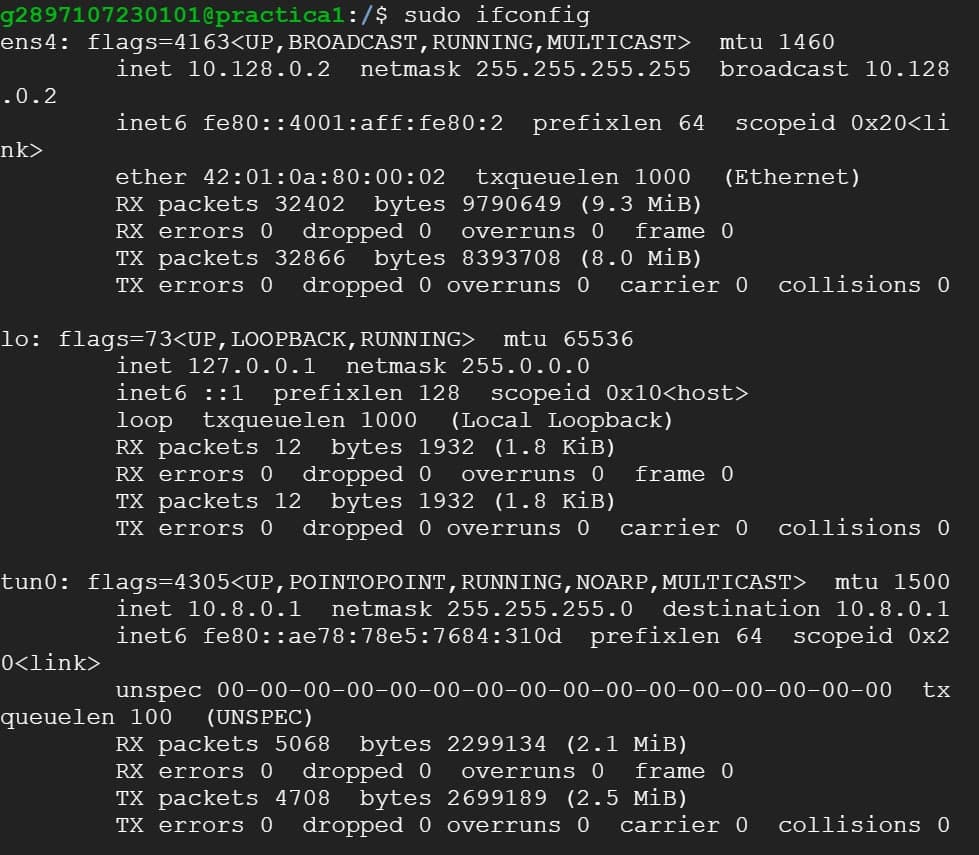 g2897107230101@practica1:/$ sudo ifconfig
ens4: flags=4163<UP,BROADCAST,RUNNING,MULTICAST>  mtu 1460
        inet 10.128.0.2  netmask 255.255.255.255  broadcast 10.128
.0.2
        inet6 fe80::4001:aff:fe80:2  prefixlen 64  scopeid 0x20<li
nk>
        ether 42:01:0a:80:00:02  txqueuelen 1000  (Ethernet)
        RX packets 32402  bytes 9790649 (9.3 MiB)
        RX errors 0  dropped 0  overruns 0  frame 0
        TX packets 32866  bytes 8393708 (8.0 MiB)
        TX errors 0  dropped 0 overruns 0  carrier 0  collisions 0

lo: flags=73<UP,LOOPBACK,RUNNING>  mtu 65536
        inet 127.0.0.1  netmask 255.0.0.0
        inet6 ::1  prefixlen 128  scopeid 0x10<host>
        loop  txqueuelen 1000  (Local Loopback)
        RX packets 12  bytes 1932 (1.8 KiB)
        RX errors 0  dropped 0  overruns 0  frame 0
        TX packets 12  bytes 1932 (1.8 KiB)
        TX errors 0  dropped 0 overruns 0  carrier 0  collisions 0

tun0: flags=4305<UP,POINTOPOINT,RUNNING,NOARP,MULTICAST>  mtu 1500
        inet 10.8.0.1  netmask 255.255.255.0  destination 10.8.0.1
        inet6 fe80::ae78:78e5:7684:310d  prefixlen 64  scopeid 0x2
0<link>
        unspec 00-00-00-00-00-00-00-00-00-00-00-00-00-00-00-00  tx
queuelen 100  (UNSPEC)
        RX packets 5068  bytes 2299134 (2.1 MiB)
        RX errors 0  dropped 0  overruns 0  frame 0
        TX packets 4708  bytes 2699189 (2.5 MiB)
        TX errors 0  dropped 0 overruns 0  carrier 0  collisions 0